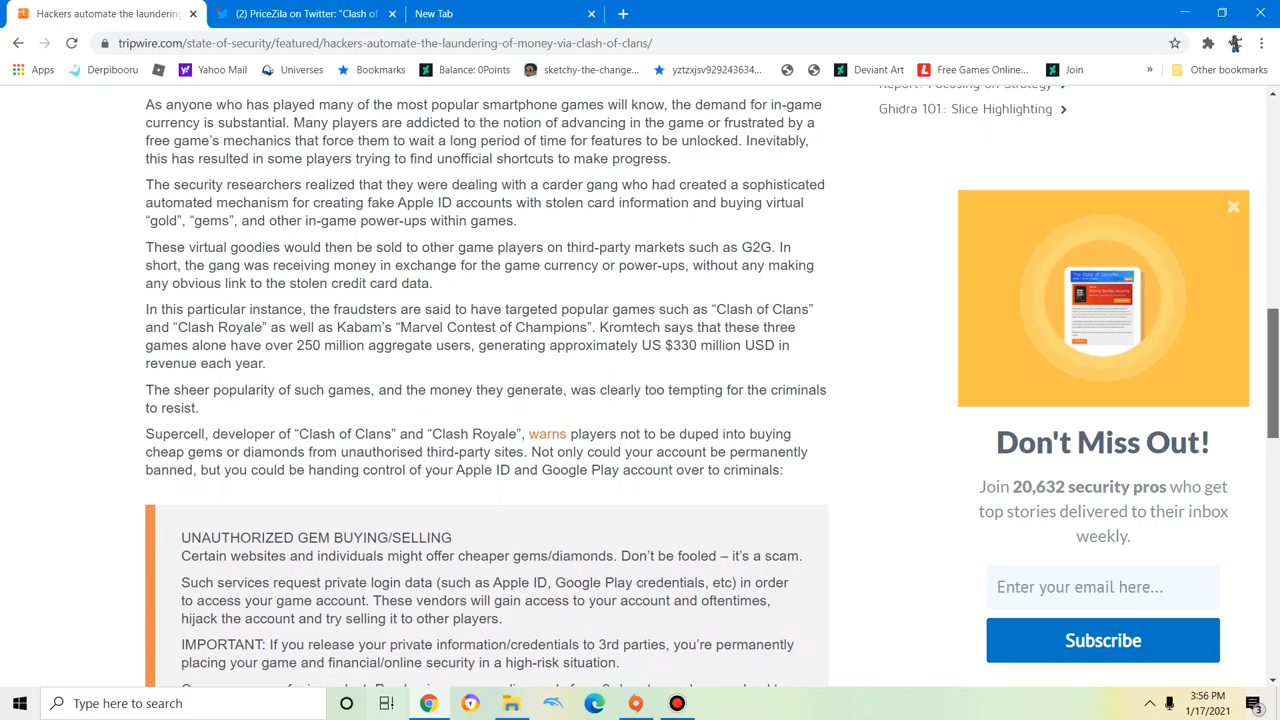 Hackers automate the laundering
(2) PriceZila on Twitter: "Clash of
New Tab
tripwire.com/state-of-security/featured/hackers-automate-the-laundering-of-money-via-clash-of-clans/
Apps
Derpibooru
Yahoo Mail
Universes
Bookmarks
Balance: 0Points
sketchy-the-change...
yztzxjsv929243634...
Deviant Art
Free Games Online...
Join
»
Other bookmarks
Report: Focusing on Strategy
Ghidra 101: Slice Highlighting
As anyone who has played many of the most popular smartphone games will know, the demand for in-game
currency is substantial. Many players are addicted to the notion of advancing in the game or frustrated by a
free game's mechanics that force them to wait a long period of time for features to be unlocked. Inevitably,
this has resulted in some players trying to find unofficial shortcuts to make progress.
The security researchers realized that they were dealing with a carder gang who had created a sophisticated
automated mechanism for creating fake Apple ID accounts with stolen card information and buying virtual
“gold”, “gems”, and other in-game power-ups within games.
These virtual goodies would then be sold to other game players on third-party markets such as G2G. In
short, the gang was receiving money in exchange for the game currency or power-ups, without any making
any obvious link to the stolen credit card data.
In this particular instance, the fraudsters are said to have targeted popular games such as “Clash of Clans”
and “Clash Royale” as well as Kabam's “Marvel Contest of Champions”. Kromtech says that these three
games alone have over 250 million aggregate users, generating approximately US $330 million USD in
revenue each year.
The sheer popularity of such games, and the money they generate, was clearly too tempting for the criminals
to resist.
Supercell, developer of “Clash of Clans” and “Clash Royale”, warns players not to be duped into buying
cheap gems or diamonds from unauthorised third-party sites. Not only could your account be permanently
banned, but you could be handing control of your Apple ID and Google Play account over to criminals:
UNAUTHORIZED GEM BUYING/SELLING
Certain websites and individuals might offer cheaper gems/diamonds. Don't be fooled – it's a scam.
Such services request private login data (such as Apple ID, Google Play credentials, etc) in order
to access your game account. These vendors will gain access to your account and oftentimes,
hijack the account and try selling it to other players.
IMPORTANT: If you release your private information/credentials to 3rd parties, you're permanently
placing your game and financial/online security in a high-risk situation.
Don't Miss Out!
Join 20,632 security pros who get
top stories delivered to their inbox
weekly.
Enter your email here...
Subscribe
Type here to search
3:56 PM
1/17/2021
3